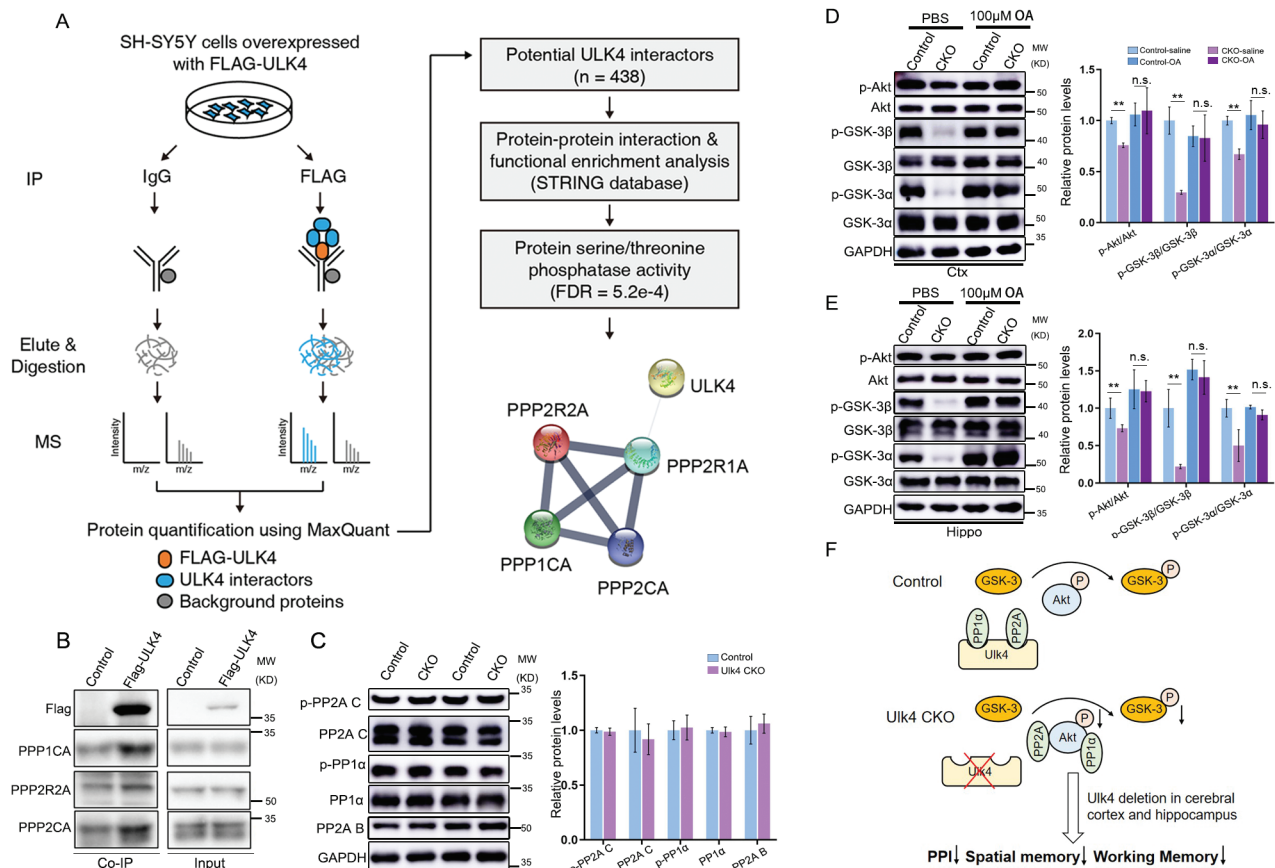 A
SH-SY5Y cells overexpressed
with FLAG-ULK4
IP
IgG
FLAG
Elute &
Digestion
MS
Intensity
m/z
m/z
Intensity
m/z
m/z
Protein quantification using MaxQuant
FLAG-ULK4
ULK4 interactors
Background proteins
Potential ULK4 interactors
(n = 438)
Protein-protein interaction &
functional enrichment analysis
(STRING database)
Protein serine/threonine
phosphatase activity
(FDR = 5.2e-4)
ULK4
PPP2R2A
PPP2R1A
PPP1CA
PPP2CA
B
Control
Flag-ULK4
Control
Flag-ULK4
MW
(KD)
Flag
35
PPP1CA
35
PPP2R2A
50
PPP2CA
35
Co-IP
Input
C
Control
CKO
Control
CKO
MW
(KD)
p-PP2A C
35
PP2A C
35
p-PP1α
35
PP1α
35
PP2A B
50
GAPDH
35
Control
Ulk4 CKO
Relative protein levels
1.5
1.0
0.5
0.0
p-PP2A C
PP2A C
p-PP1α
PP1α
PP2A B
D
PBS
100μM OA
Control
CKO
Control
CKO
MW
(KD)
p-Akt
50
Akt
50
p-GSK-3β
40
GSK-3β
40
p-GSK-3α
50
GSK-3α
50
GAPDH
35
Ctx
Control-saline
CKO-saline
Control-OA
CKO-OA
Relative protein levels
1.5
1.0
0.5
0.0
**
n.s.
**
n.s.
**
n.s.
p-Akt/Akt
p-GSK-3β/GSK-3β
p-GSK-3α/GSK-3α
E
PBS
100μM OA
Control
CKO
Control
CKO
MW
(KD)
p-Akt
50
Akt
50
p-GSK-3β
40
GSK-3β
40
p-GSK-3α
50
GSK-3α
50
GAPDH
35
Hippo
Relative protein levels
2.0
1.5
1.0
0.5
0.0
**
n.s.
**
n.s.
**
n.s.
p-Akt/Akt
p-GSK-3β/GSK-3β
p-GSK-3α/GSK-3α
F
Control
GSK-3
P
Akt
GSK-3
P
PP1α
PP2A
Ulk4
Ulk4 CKO
GSK-3
P
Akt
GSK-3
P
PP2A
PP1α
Ulk4
Ulk4 deletion in cerebral
cortex and hippocampus
PPI↓ Spatial memory↓ Working Memory↓